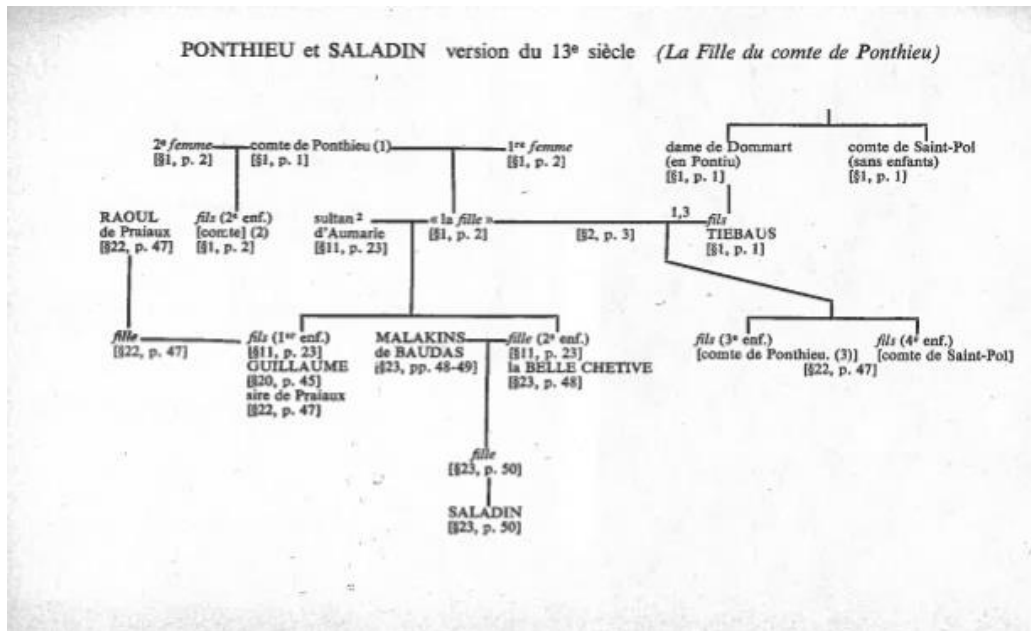 PONTHIEU et SALADIN version du 13e siècle (La Fille du comte de Ponthieu)
2e femme
[§1, p. 2]
comte de Ponthieu (1)
[§1, p. 1]
1re femme
[§1, p. 2]
dame de Dommart
(en Pontiu)
[§1, p. 1]
comte de Saint-Pol
(sans enfants)
[§1, p. 1]
RAOUL
de Praiaux
[§22, p. 47]
fils (2e enf.)
[comte] (2)
[§1, p. 2]
sultan 2
d'Aumarie
[§11, p. 23]
« la fille »
[§1, p. 2]
[§2, p. 3]
1,3 fils
TIEBAUS
[§1, p. 1]
fille
[§22, p. 47]
fils (1er enf.)
[§11, p. 23]
GUILLAUME
[§20, p. 45]
sire de Praiaux
[§22, p. 47]
MALAKINS
de BAUDAS
[§23, pp. 48-49]
fille (2e enf.)
[§11, p. 23]
la BELLE CHETIVE
[§23, p. 48]
fils (3e enf.)
[comte de Ponthieu, (3)]
fils (4e enf.)
[comte de Saint-Pol]
[§22, p. 47]
fille
[§23, p. 50]
SALADIN
[§23, p. 50]